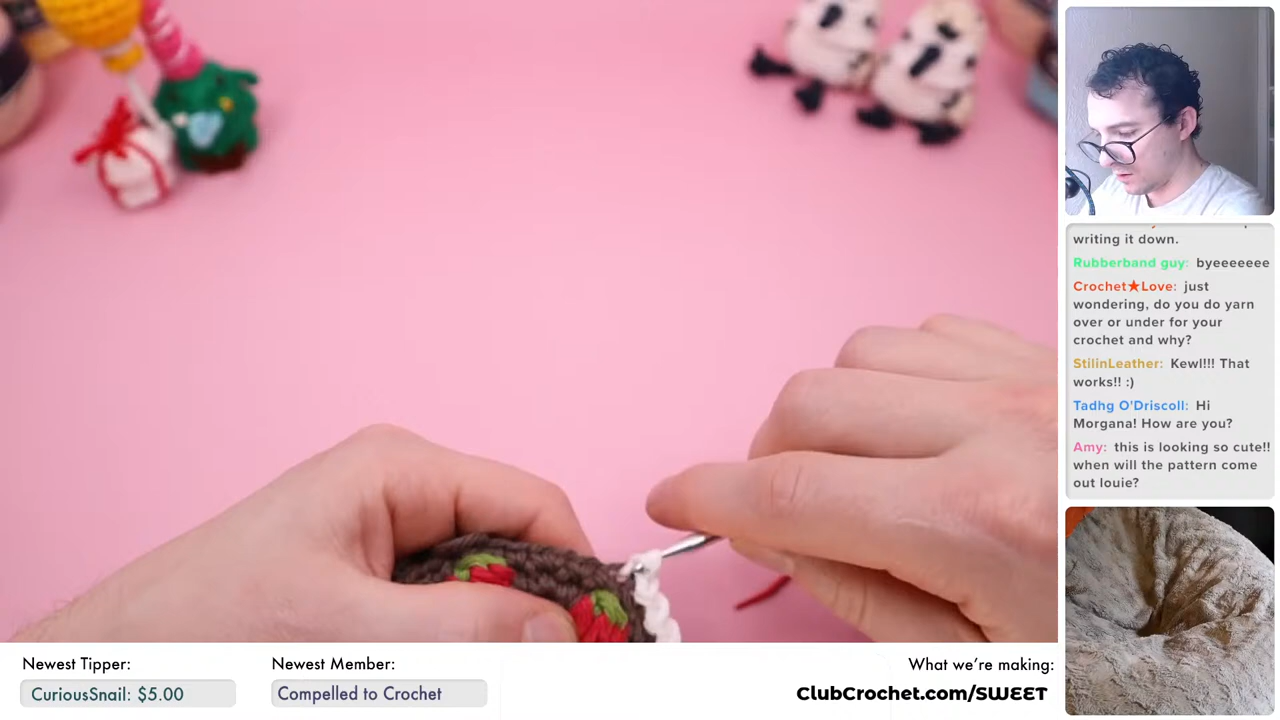 writing it down.
Rubberband guy: byeeeeeee
Crochet★Love: just
wondering, do you do yarn
over or under for your
crochet and why?
StilinLeather: Kewl!!! That
works!! :)
Tadhg O'Driscoll: Hi
Morgana! How are you?
Amy: this is looking so cute!!
when will the pattern come
out louie?
Newest Tipper:
CuriousSnail: $5.00
Newest Member:
Compelled to Crochet
What we're making:
ClubCrochet.com/SWEET